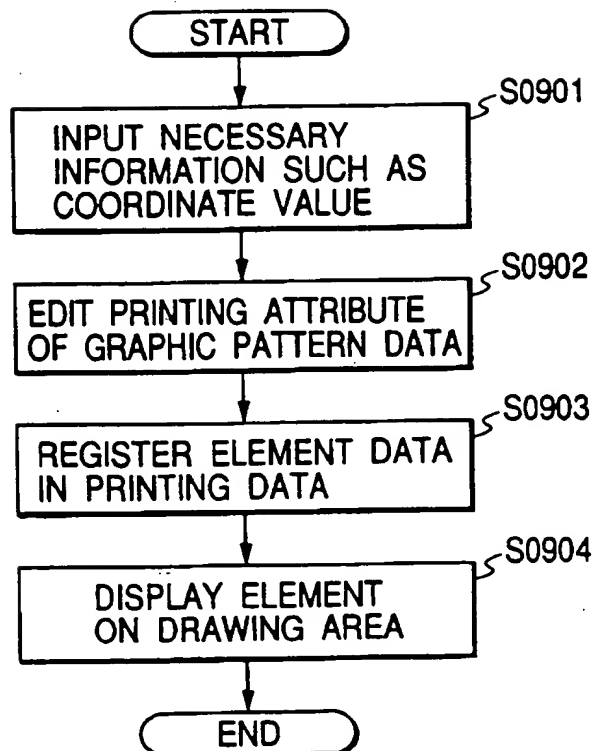 START
S0901
INPUT NECESSARY
INFORMATION SUCH AS
COORDINATE VALUE
S0902
EDIT PRINTING ATTRIBUTE
OF GRAPHIC PATTERN DATA
S0903
REGISTER ELEMENT DATA
IN PRINTING DATA
S0904
DISPLAY ELEMENT
ON DRAWING AREA
END